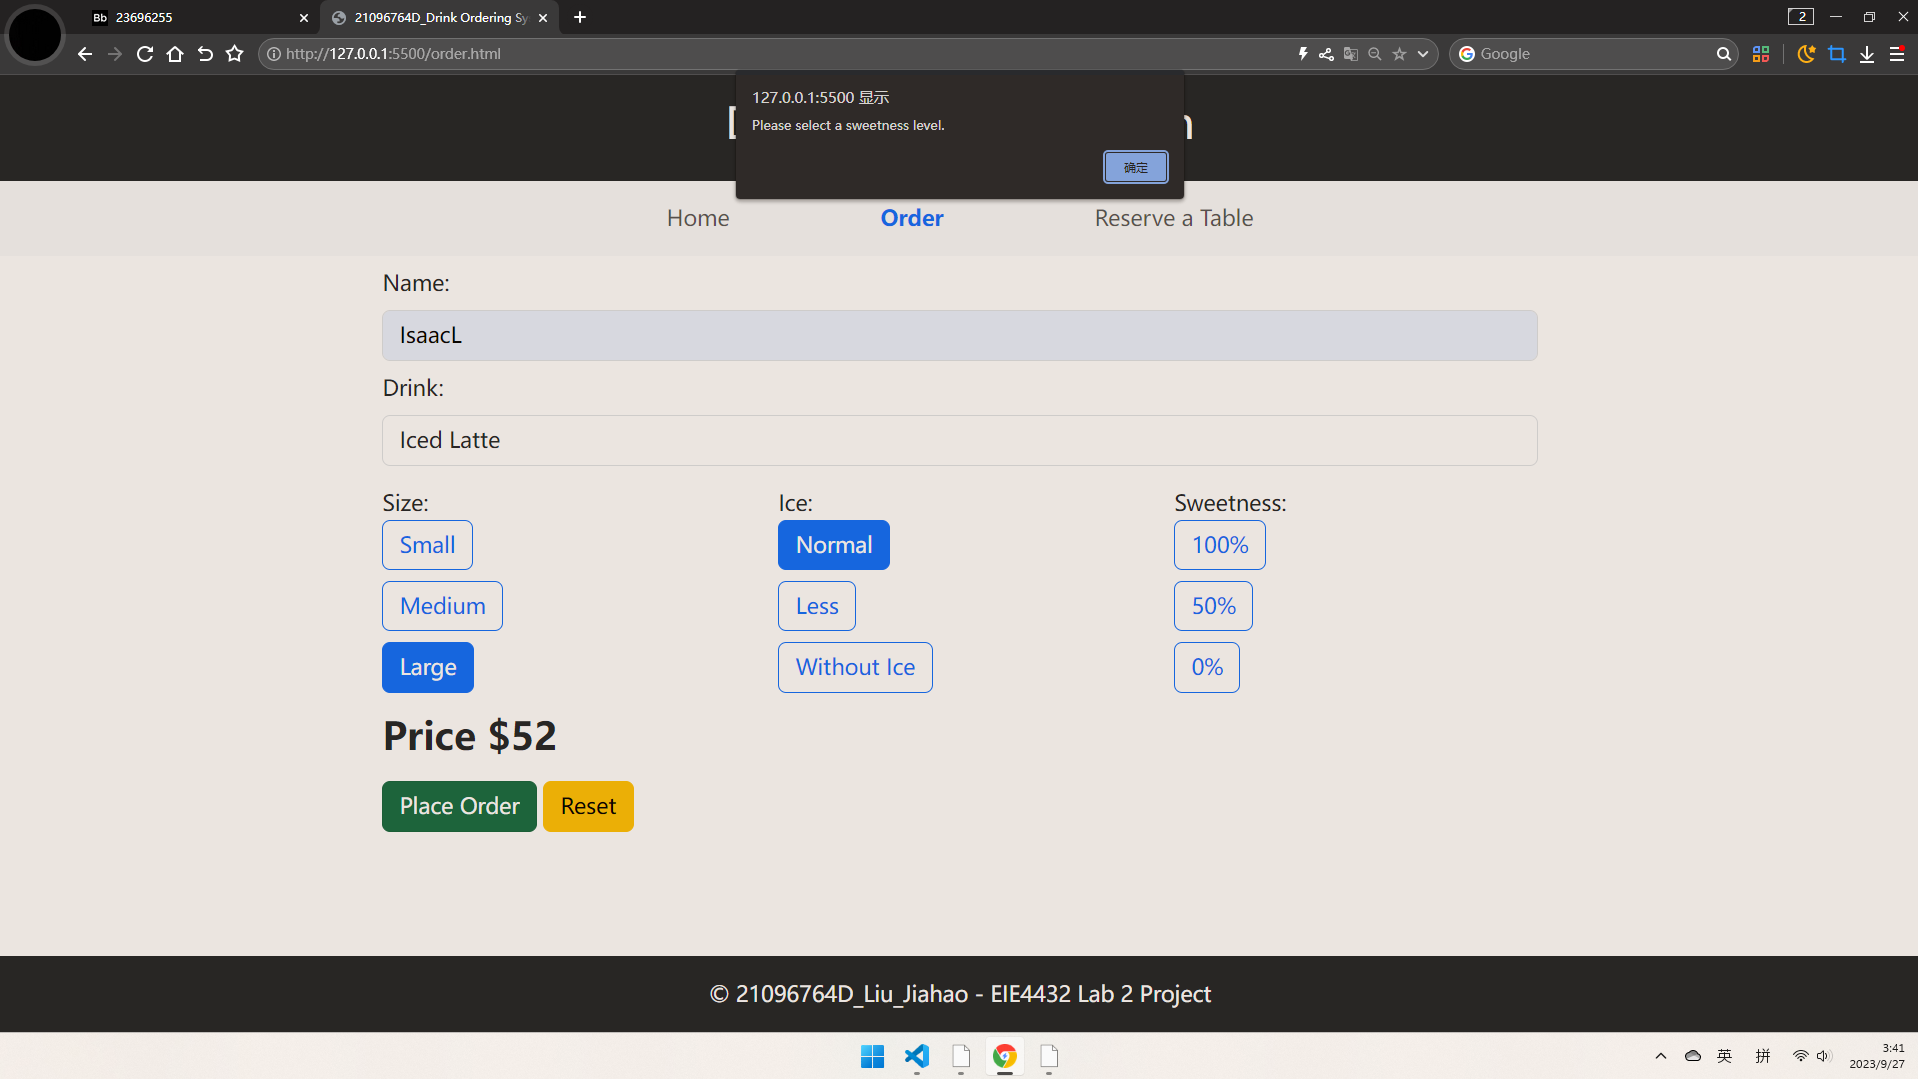 Bb 23696255
21096764D_Drink Ordering Sy
2
http://127.0.0.1:5500/order.html
Google
127.0.0.1:5500 显示
Please select a sweetness level.
确定
Home
Order
Reserve a Table
Name:
IsaacL
Drink:
Iced Latte
Size:
Ice:
Sweetness:
Small
Normal
100%
Medium
Less
50%
Large
Without Ice
0%
Price $52
Place Order
Reset
© 21096764D_Liu_Jiahao - EIE4432 Lab 2 Project
英
拼
3:41
2023/9/27